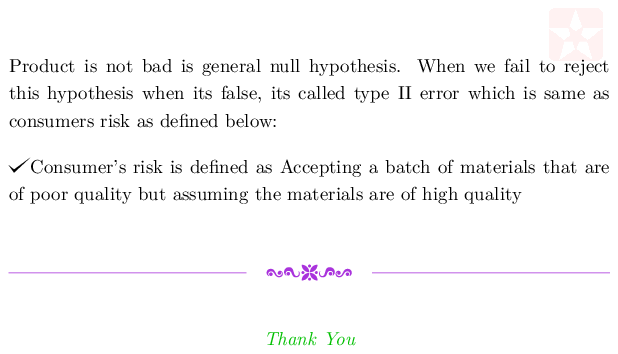 Product is not bad is general null hypothesis. When we fail to reject
this hypothesis when its false, its called type II error which is same as
consumers risk as defined below:
✓Consumer's risk is defined as Accepting a batch of materials that are
of poor quality but assuming the materials are of high quality
Thank You